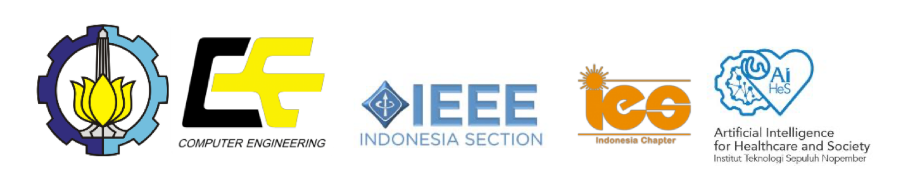 CE
COMPUTER ENGINEERING
IEEE
INDONESIA SECTION
ies
Indonesia Chapter
Ai
HeS
Artificial Intelligence
for Healthcare and Society
Institut Teknologi Sepuluh Nopember